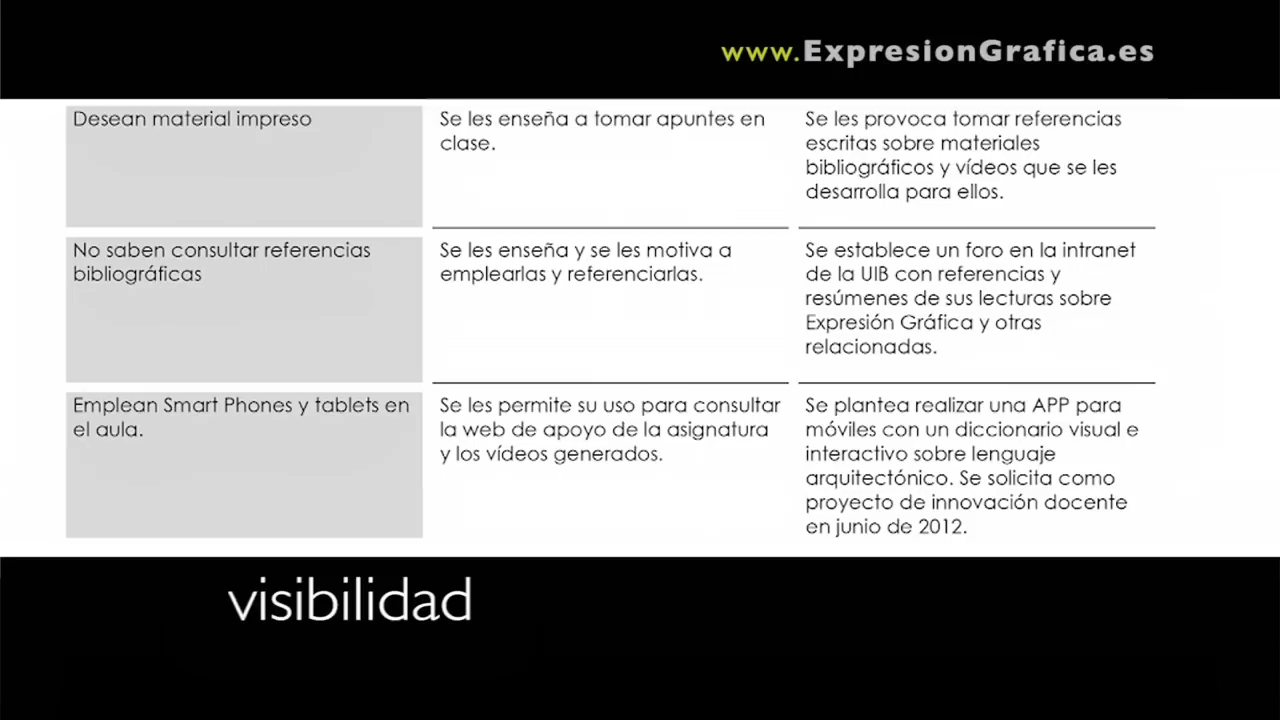 www.ExpresionGrafica.es
Desean material impreso
Se les enseña a tomar apuntes en
clase.
Se les provoca tomar referencias
escritas sobre materiales
bibliográficos y vídeos que se les
desarrolla para ellos.
No saben consultar referencias
bibliográficas
Se les enseña y se les motiva a
emplearlas y referenciarlas.
Se establece un foro en la intranet
de la UIB con referencias y
resúmenes de sus lecturas sobre
Expresión Gráfica y otras
relacionadas.
Emplean Smart Phones y tablets en
el aula.
Se les permite su uso para consultar
la web de apoyo de la asignatura
y los vídeos generados.
Se plantea realizar una APP para
móviles con un diccionario visual e
interactivo sobre lenguaje
arquitectónico. Se solicita como
proyecto de innovación docente
en junio de 2012.
visibilidad